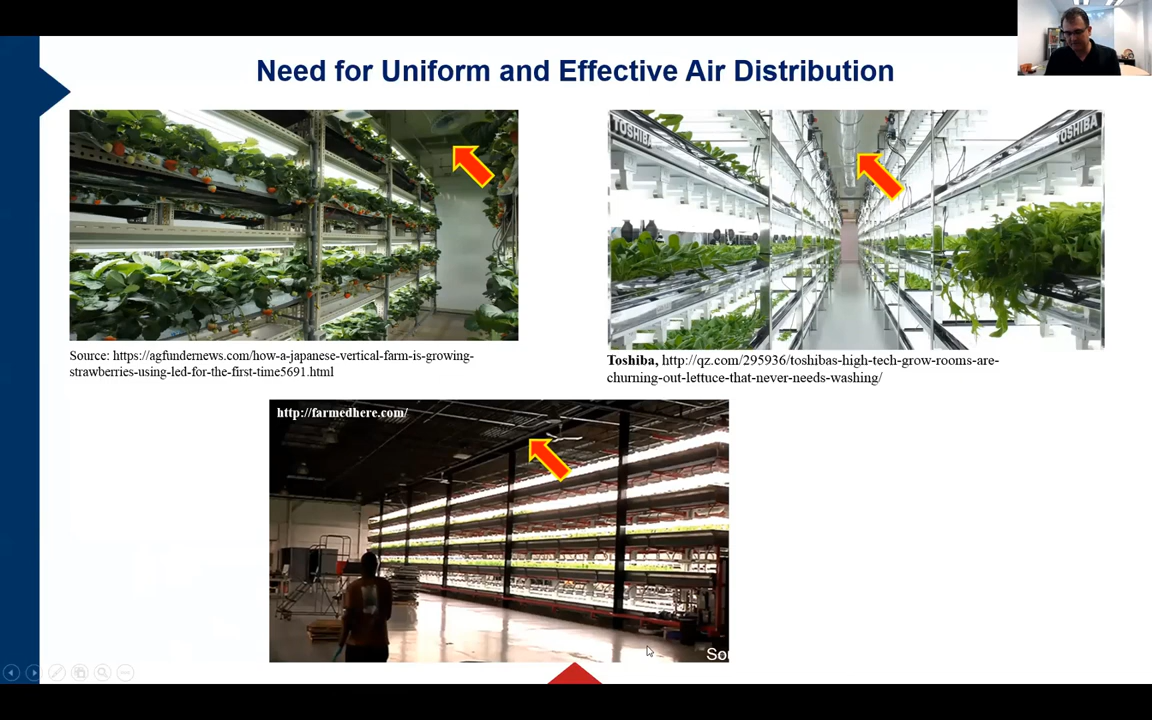 Need for Uniform and Effective Air Distribution
TOSHIBA
TOSHIBA
Source: https://agfundernews.com/how-a-japanese-vertical-farm-is-growing-
strawberries-using-led-for-the-first-time5691.html
Toshiba, http://qz.com/295936/toshibas-high-tech-grow-rooms-are-
churning-out-lettuce-that-never-needs-washing/
http://farmedhere.com/
Sou